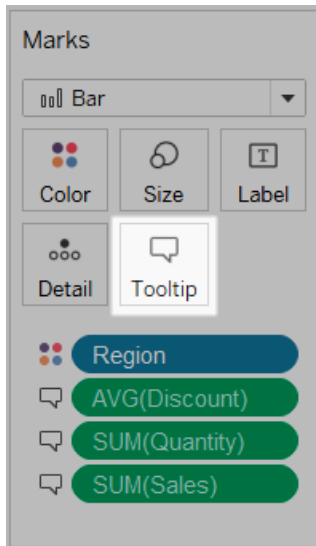 Marks
Bar
Color Size Label
Detail Tooltip
Region
AVG(Discount)
SUM(Quantity)
SUM(Sales)